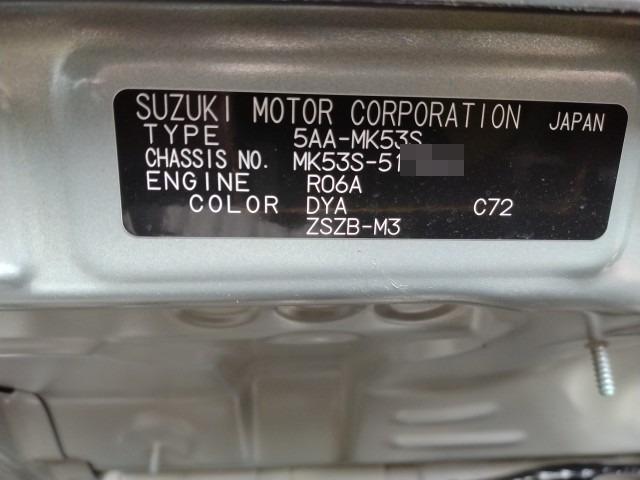 SUZUKI MOTOR CORPORATION JAPAN
TYPE 5AA-MK53S
CHASSIS NO. MK53S-51
ENGINE R06A
COLOR DYA C72
ZSZB-M3